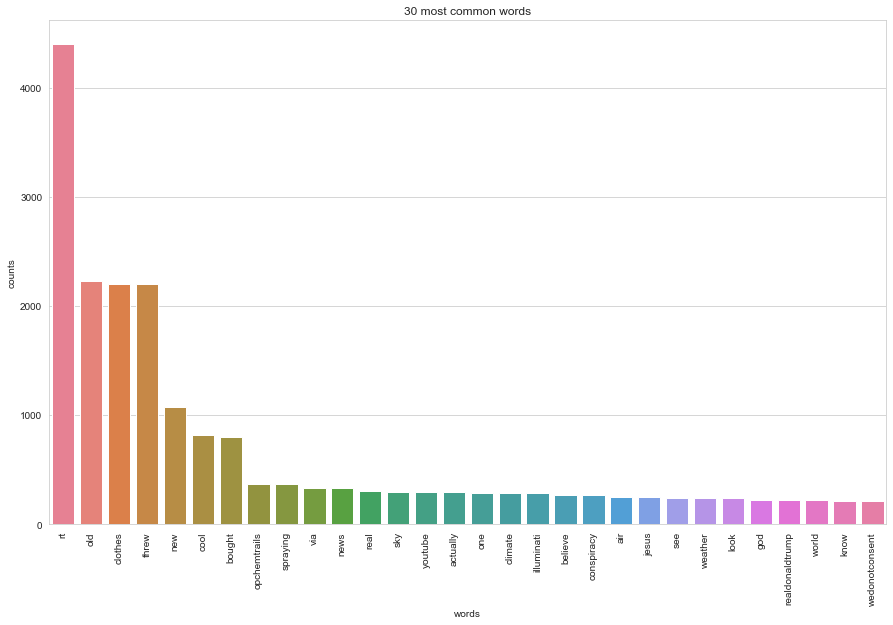 30 most common words
counts
4000
3000
2000
1000
0
rt
old
clothes
threw
new
cool
bought
opchemtrails
spraying
via
news
real
sky
youtube
actually
one
climate
illuminati
believe
conspiracy
air
jesus
see
weather
look
god
realdonaldtrump
world
know
wedonotconsent
words